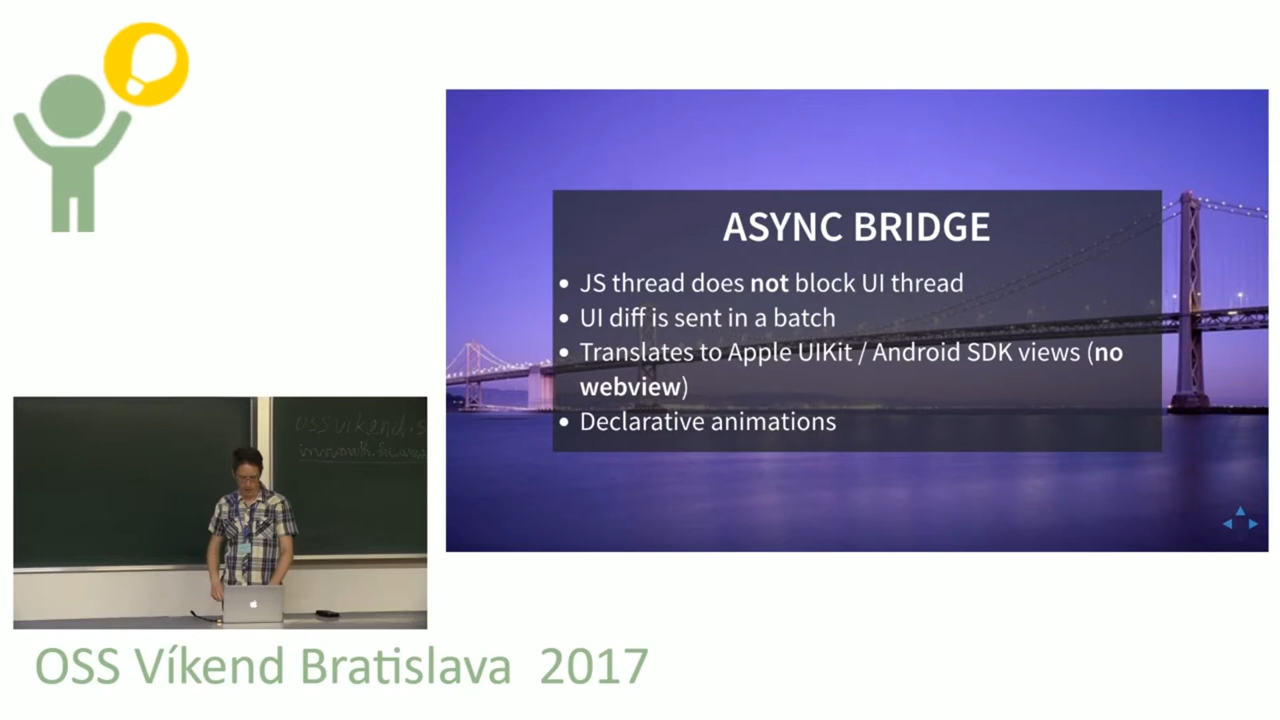 ASYNC BRIDGE
JS thread does not block UI thread
UI diff is sent in a batch
Translates to Apple UIKit / Android SDK views (no
webview)
Declarative animations
OSS Víkend Bratislava 2017